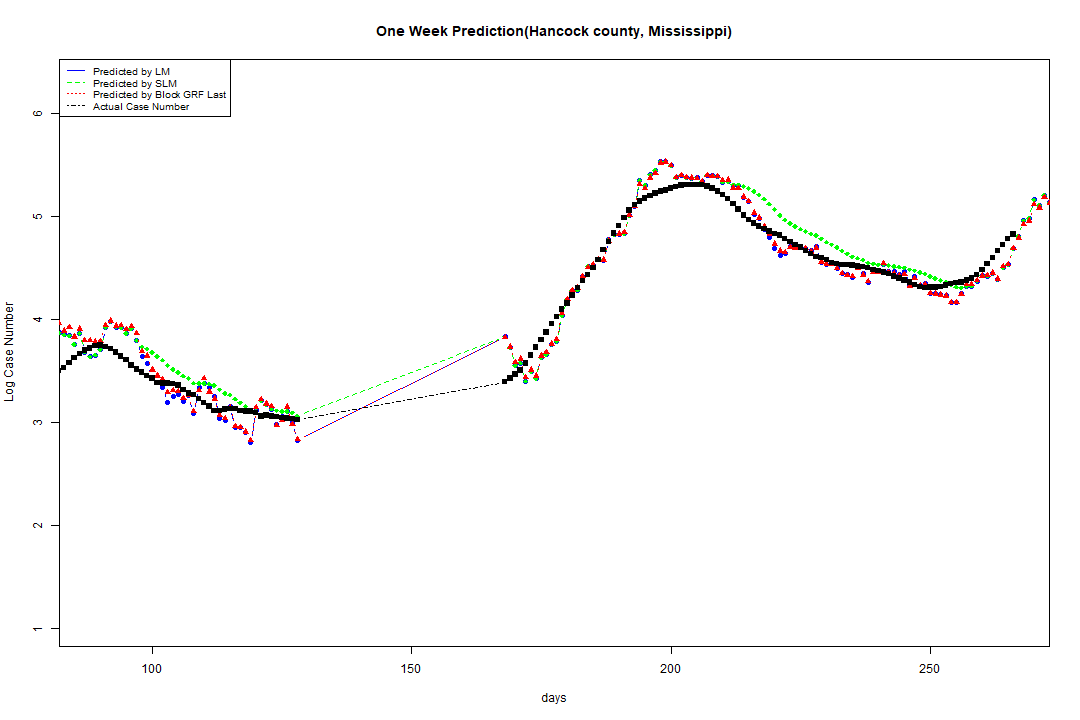 One Week Prediction(Hancock county, Mississippi)
Predicted by LM
Predicted by SLM
Predicted by Block GRF Last
Actual Case Number
6
5
4
3
2
1
Log Case Number
100 150 200 250
days